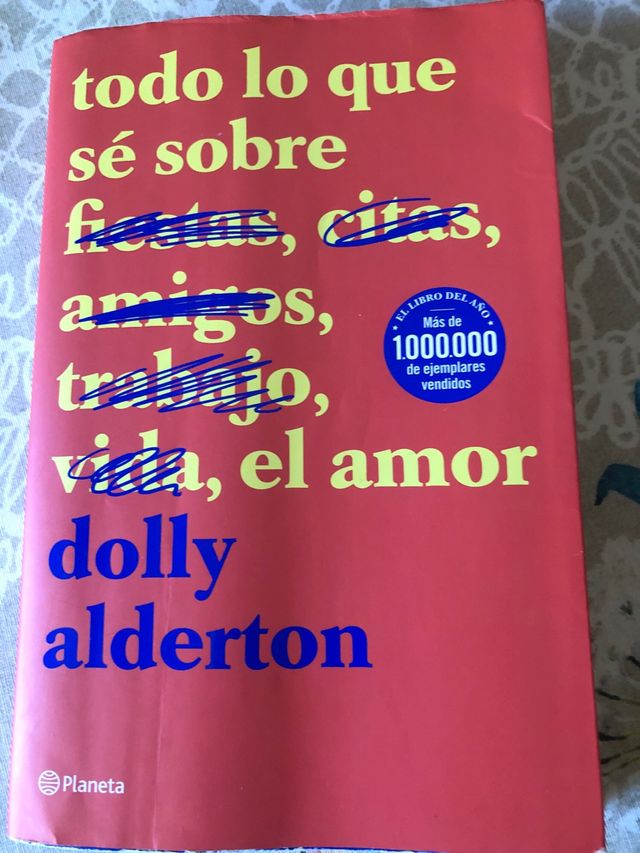 todo lo que
sé sobre
fiestas, citas,
amigos,
trabajo,
vida, el amor
EL LIBRO DEL AÑO
Más de
1.000.000
de ejemplares
vendidos
dolly
alderton
Planeta